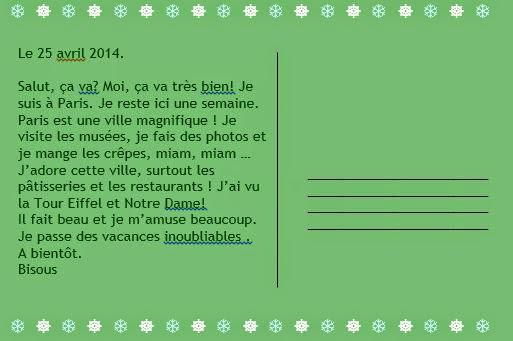 Le 25 avril 2014.
Salut, ça va? Moi, ça va très bien! Je
suis à Paris. Je reste ici une semaine.
Paris est une ville magnifique ! Je
visite les musées, je fais des photos et
je mange les crêpes, miam, miam …
J’adore cette ville, surtout les
pâtisseries et les restaurants ! J’ai vu
la Tour Eiffel et Notre Dame!
Il fait beau et je m’amuse beaucoup.
Je passe des vacances inoubliables .
A bientôt.
Bisous